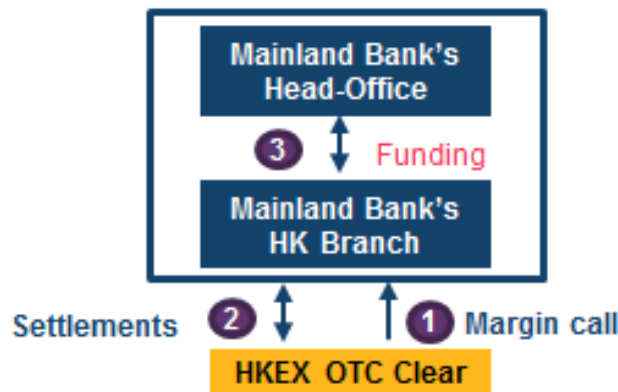 Mainland Bank's
Head-Office
3 Funding
Mainland Bank's
HK Branch
Settlements 2 1 Margin call
HKEX OTC Clear